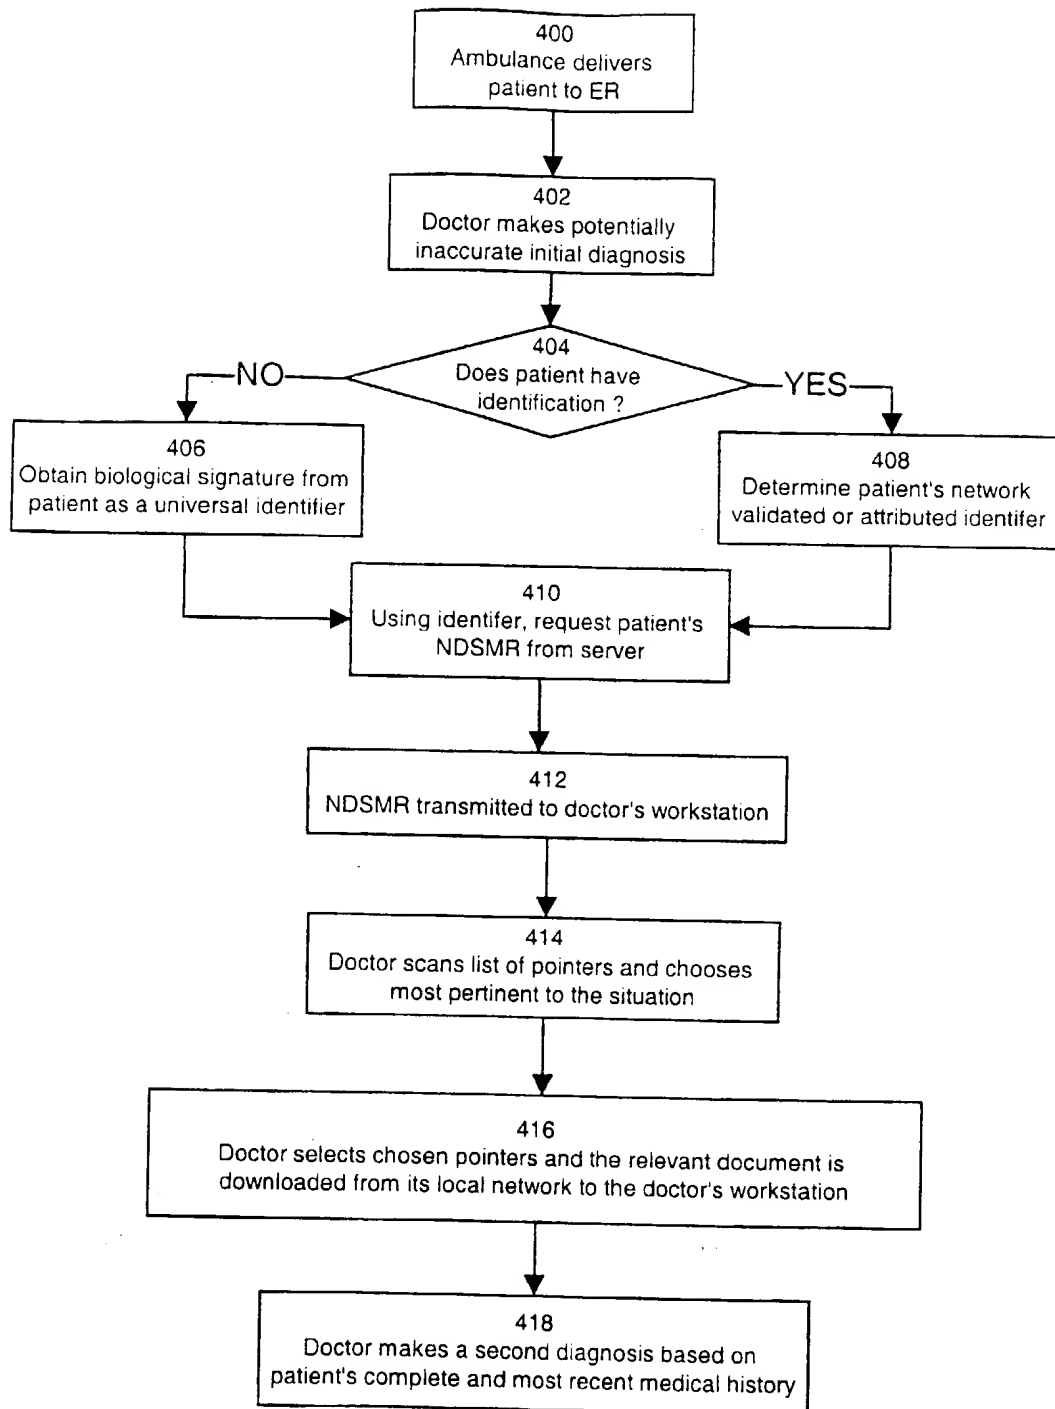 400
Ambulance delivers
patient to ER
402
Doctor makes potentially
inaccurate initial diagnosis
404
Does patient have
identification ?
NO
YES
406
Obtain biological signature from
patient as a universal identifier
408
Determine patient's network
validated or attributed identifer
410
Using identifer, request patient's
NDSMR from server
412
NDSMR transmitted to doctor's workstation
414
Doctor scans list of pointers and chooses
most pertinent to the situation
416
Doctor selects chosen pointers and the relevant document is
downloaded from its local network to the doctor's workstation
418
Doctor makes a second diagnosis based on
patient's complete and most recent medical history